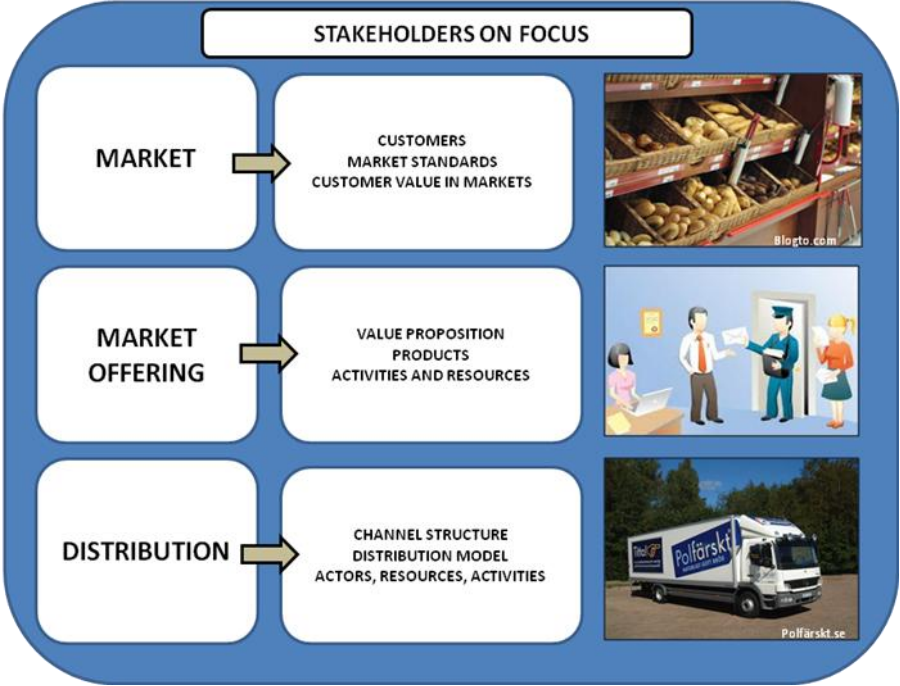 STAKEHOLDERS ON FOCUS
MARKET
CUSTOMERS
MARKET STANDARDS
CUSTOMER VALUE IN MARKETS
Blogto.com
MARKET
OFFERING
VALUE PROPOSITION
PRODUCTS
ACTIVITIES AND RESOURCES
DISTRIBUTION
CHANNEL STRUCTURE
DISTRIBUTION MODEL
ACTORS, RESOURCES, ACTIVITIES
Polfärskt
Polfärskt.se